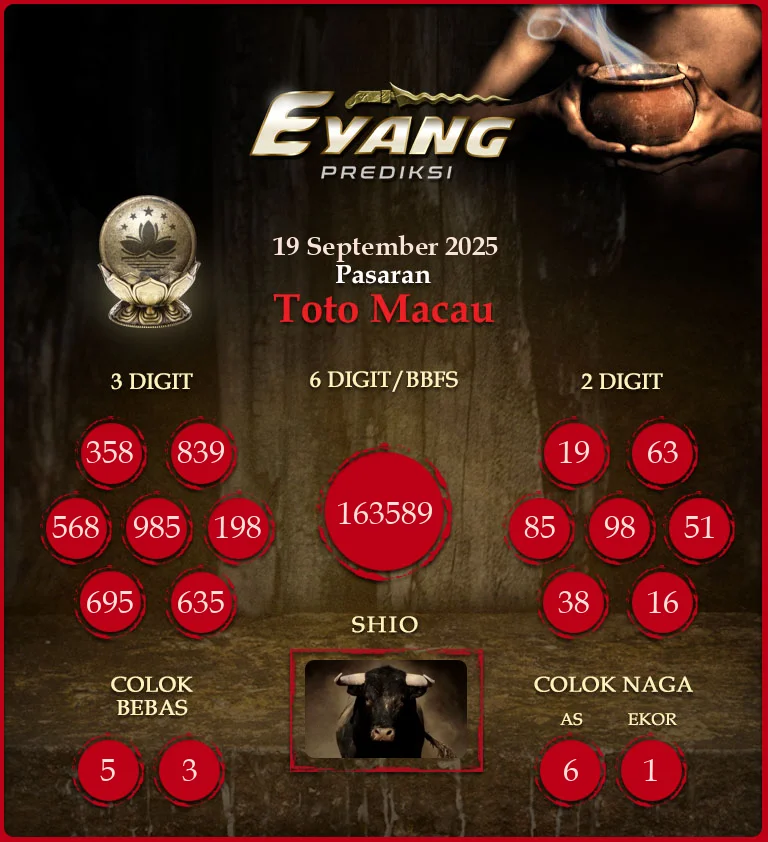 EYANG
PREDIKSI
19 September 2025
Pasaran
Toto Macau
3 DIGIT
358 839
568 985 198
695 635
6 DIGIT/BBFS
163589
2 DIGIT
19 63
85 98 51
38 16
SHIO
COLOK
BEBAS
5 3
COLOK NAGA
AS EKOR
6 1